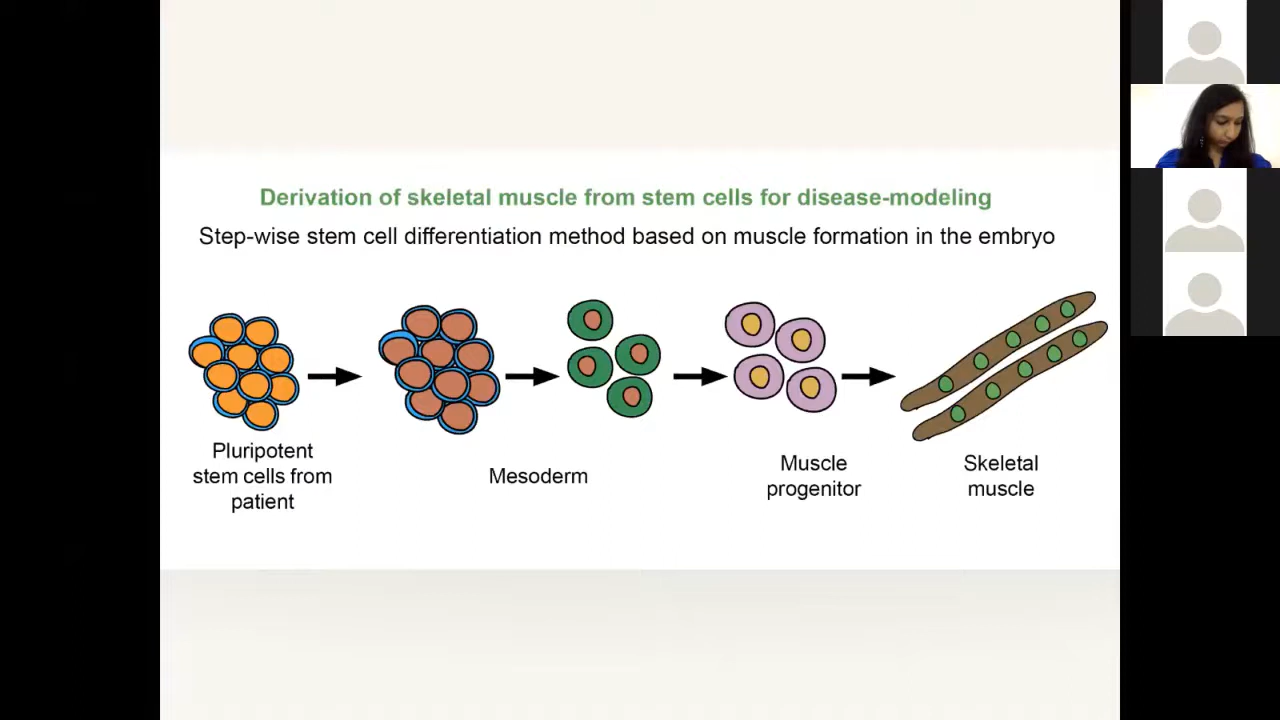 Derivation of skeletal muscle from stem cells for disease-modeling
Step-wise stem cell differentiation method based on muscle formation in the embryo
Pluripotent
stem cells from
patient
Mesoderm
Muscle
progenitor
Skeletal
muscle